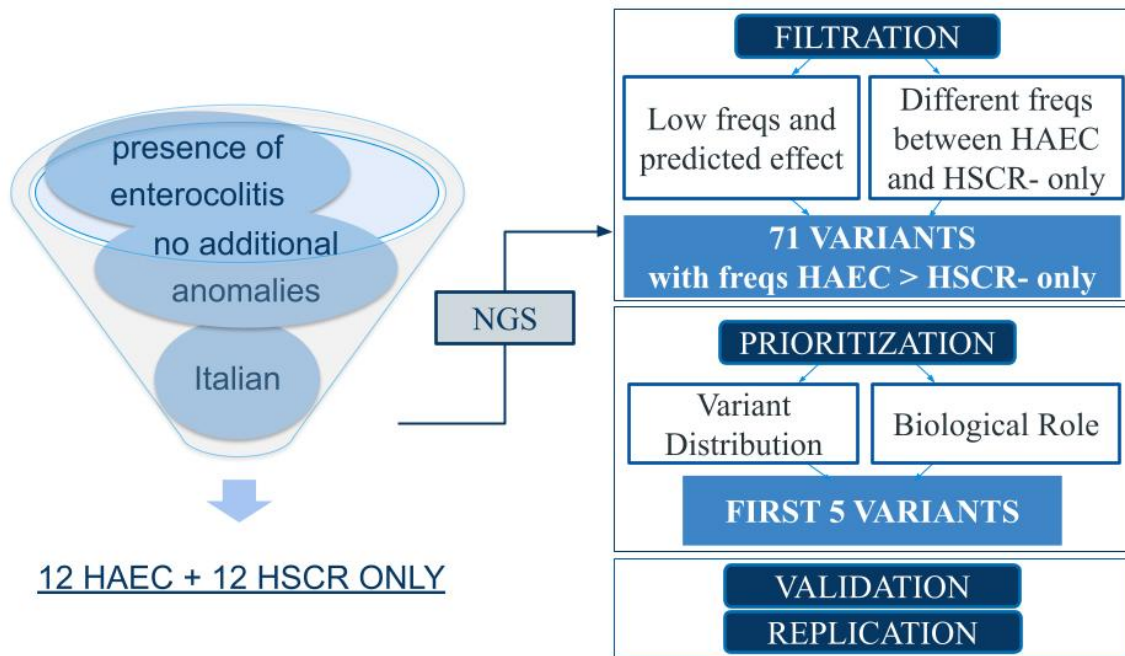 presence of
enterocolitis
no additional
anomalies
Italian
12 HAEC + 12 HSCR ONLY
NGS
FILTRATION
Low freqs and
predicted effect
Different freqs
between HAEC
and HSCR- only
71 VARIANTS
with freqs HAEC > HSCR- only
PRIORITIZATION
Variant
Distribution
Biological Role
FIRST 5 VARIANTS
VALIDATION
REPLICATION